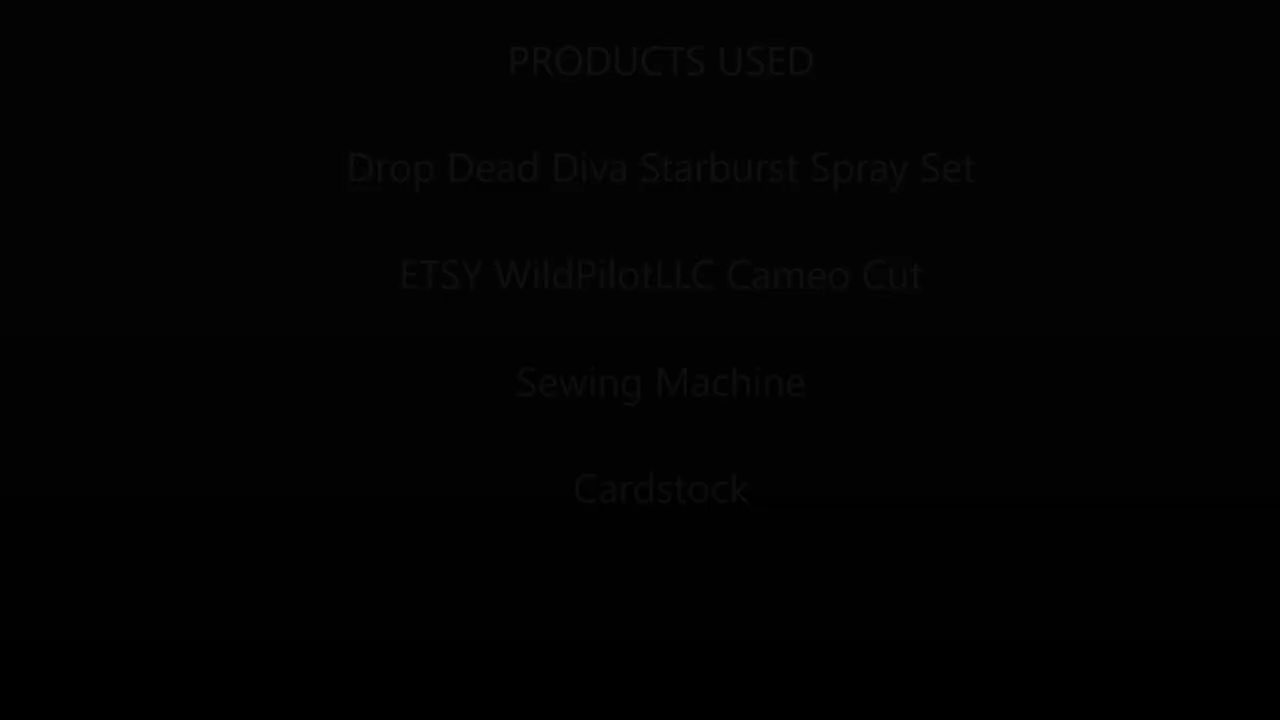 PRODUCTS USED
Drop Dead Diva Starburst Spray Set
ETSY WildPilotLLC Cameo Cut
Sewing Machine
Cardstock